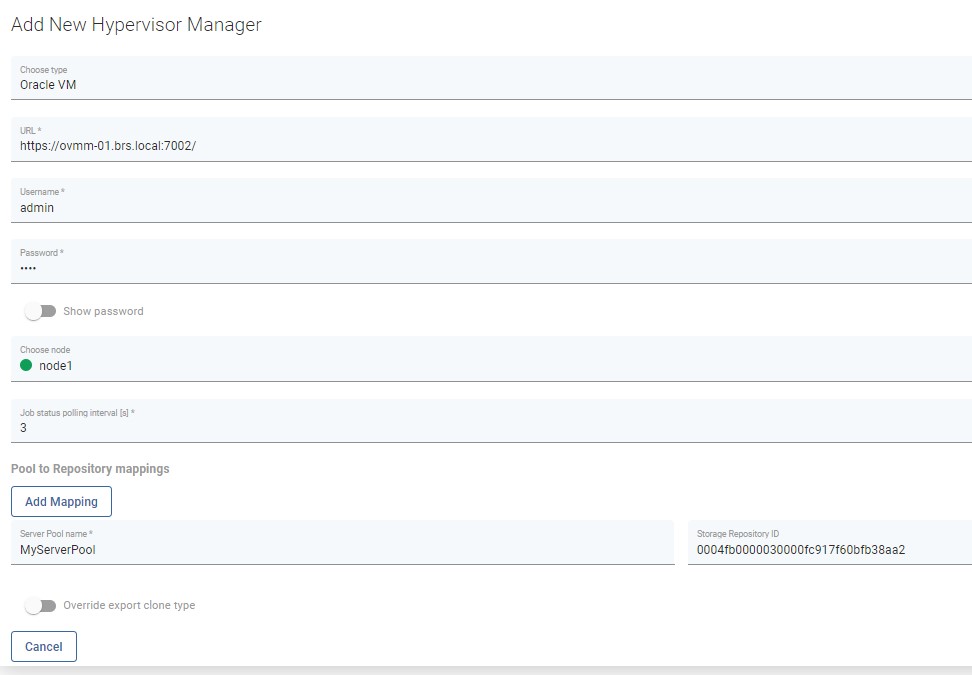 Add New Hypervisor Manager
Choose type
Oracle VM
URL *
https://ovmm-01.brs.local:7002/
Username *
admin
Password *
••••
Show password
Choose node
node1
Job status polling interval [s] *
3
Pool to Repository mappings
Add Mapping
Server Pool name *
MyServerPool
Storage Repository ID
0004fb0000030000fc917f60bfb38aa2
Override export clone type
Cancel